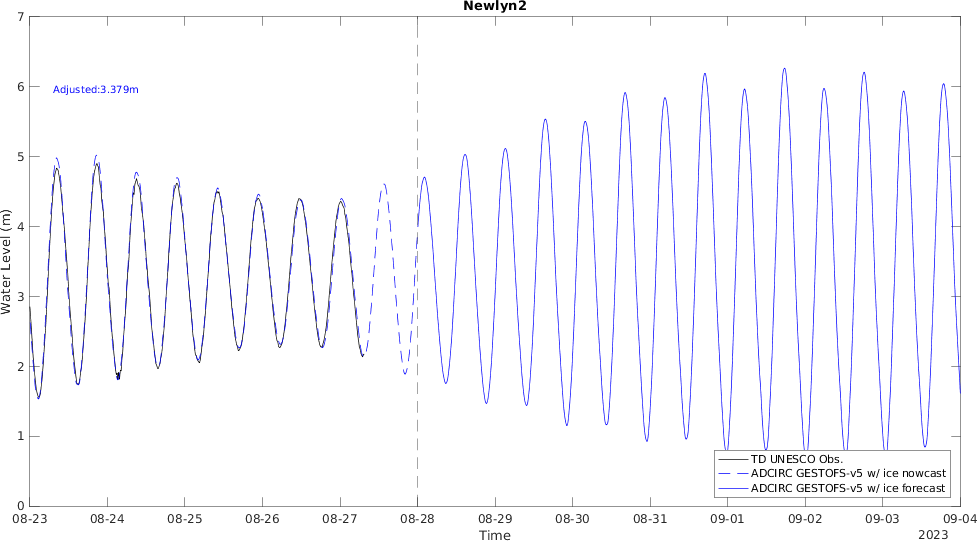 Newlyn2
7
6
5
4
3
2
1
0
Water Level (m)
Adjusted:3.379m
TD UNESCO Obs.
ADCIRC GESTOFS-v5 w/ ice nowcast
ADCIRC GESTOFS-v5 w/ ice forecast
08-23 08-24 08-25 08-26 08-27 08-28 08-29 08-30 08-31 09-01 09-02 09-03 09-04
Time
2023